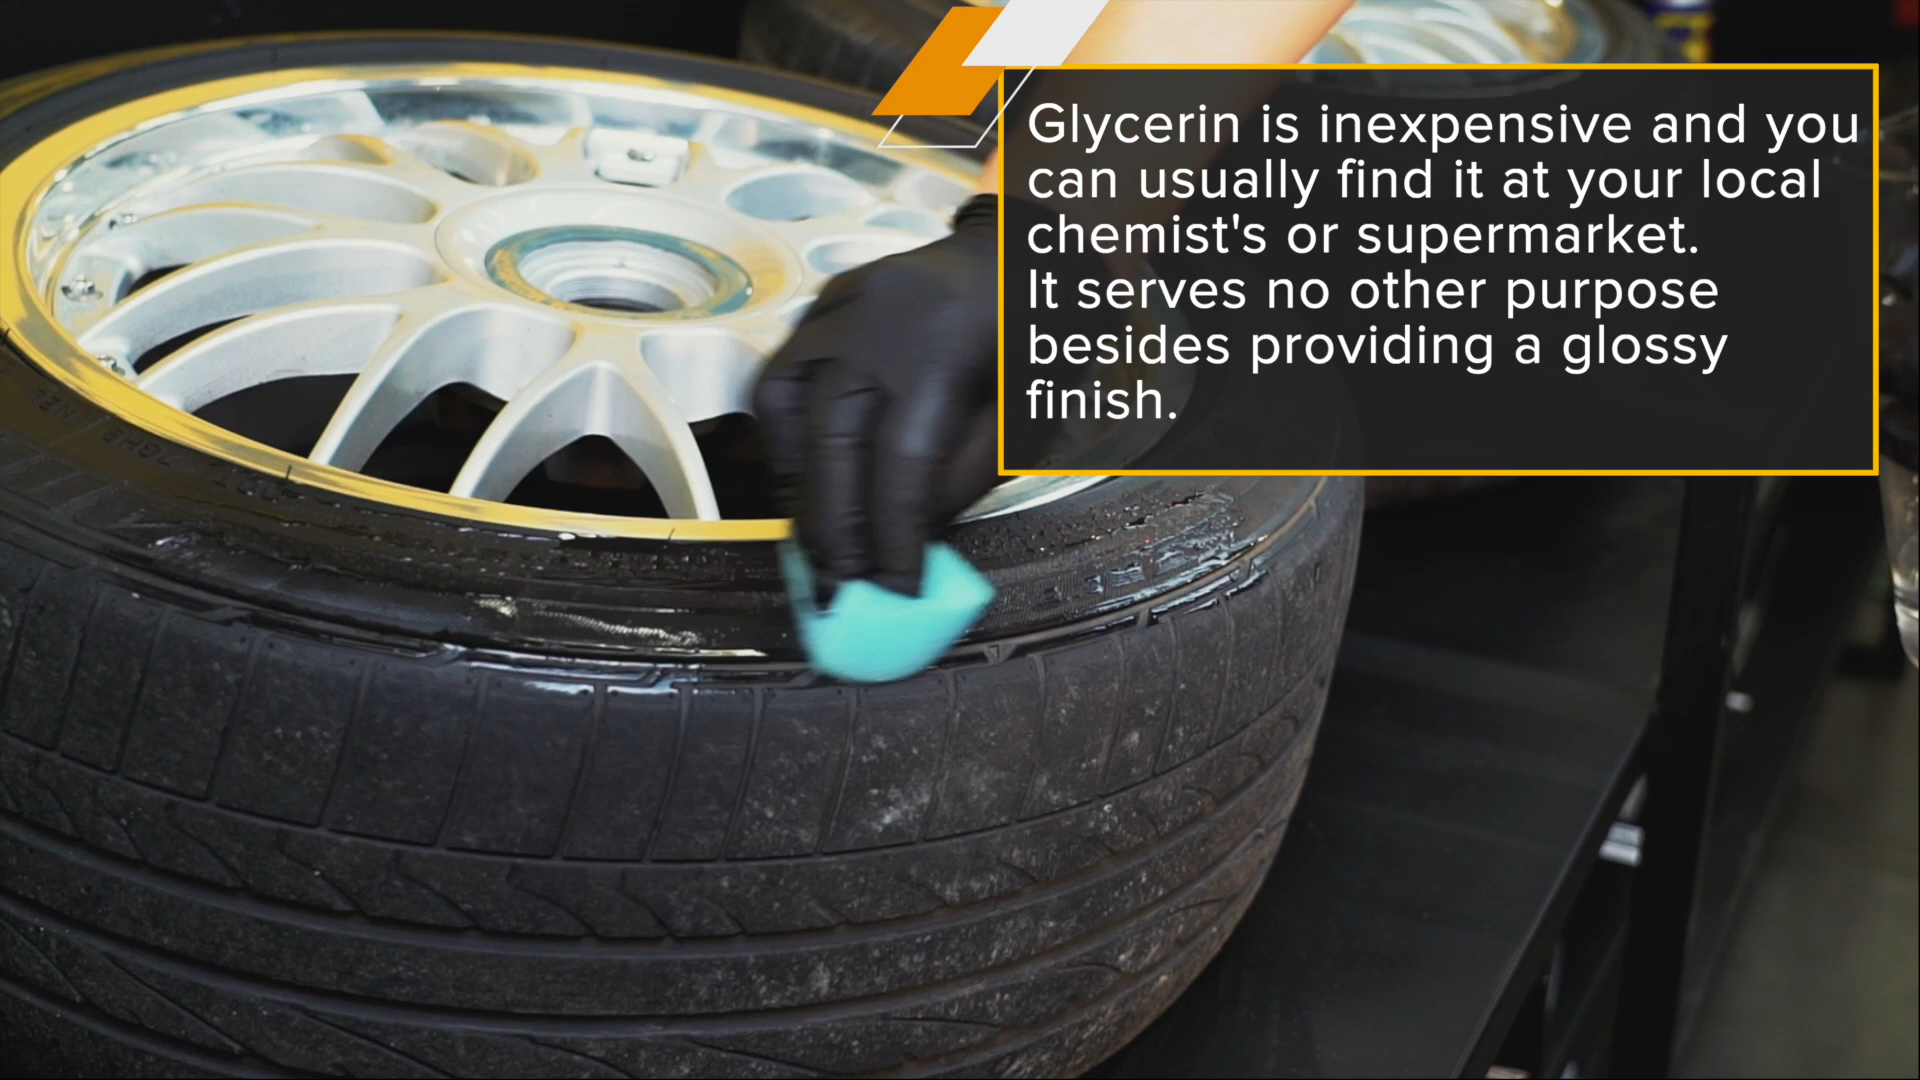 Glycerin is inexpensive and you
can usually find it at your local
chemist's or supermarket.
It serves no other purpose
besides providing a glossy
finish.